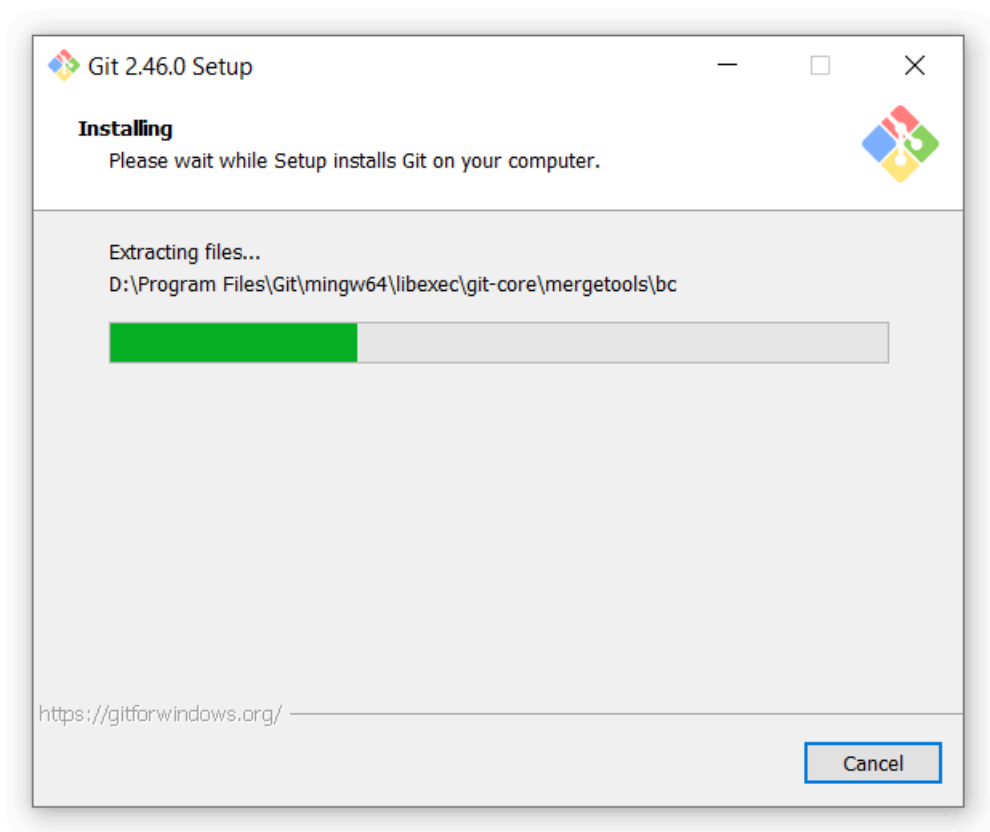 Git 2.46.0 Setup
Installing
Please wait while Setup installs Git on your computer.
Extracting files...
D:\Program Files\Git\mingw64\libexec\git-core\mergetools\bc
https://gitforwindows.org/
Cancel